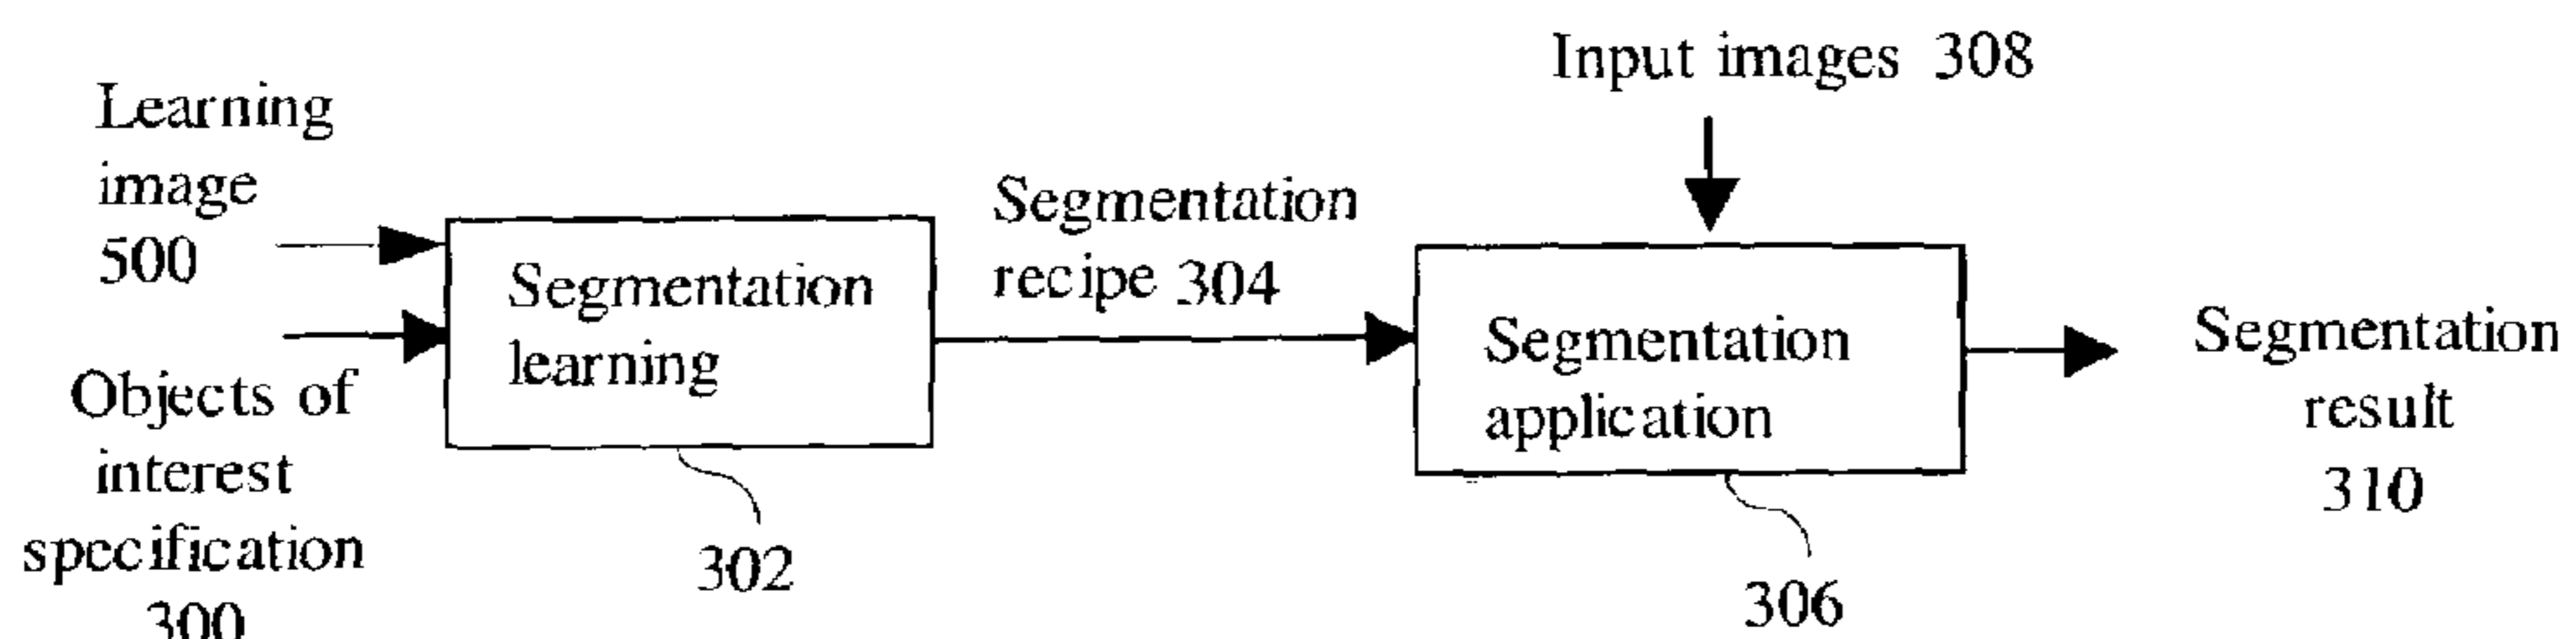 Learning
image
500
Objects of
interest
specification
300
Segmentation
learning
302
Segmentation
recipe 304
Input images 308
Segmentation
application
306
Segmentation
result
310